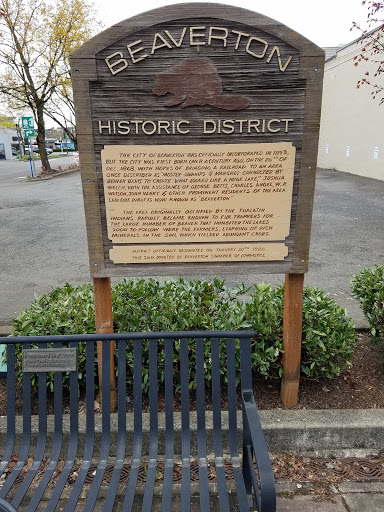 BEAVERTON
HISTORIC DISTRICT
THE CITY OF BEAVERTON WAS OFFICIALLY INCORPORATED IN 1893,
BUT THE CITY WAS FIRST BORN OVER A CENTURY AGO. ON THE 26TH OF
DEC. 1868, WITH HOPES OF BRINGING A RAILROAD TO AN AREA
ONCE DESCRIBED AS, "MOSTLY SWAMPS & MARSHES CONNECTED BY
BEAVER DAMS TO CREATE WHAT LOOKED LIKE A HUGE LAKE," JOSHUA
WELCH, WITH THE ASSISTANCE OF GEORGE BETTS, CHARLES ANGEL, W. P.
WATSON, JOHN HENRY & OTHER PROMINENT RESIDENTS OF THE AREA
LAID OUT WHAT IS NOW KNOWN AS "BEAVERTON"
THE AREA ORIGINALLY OCCUPIED BY THE TUALATIN
INDIANS, RAPIDLY BECAME KNOWN TO FUR TRAPPERS FOR
THE LARGE NUMBER OF BEAVER THAT INHABITED THE AREA.
SOON TO FOLLOW WERE THE FARMERS, LEARNING OF RICH
MINERALS IN THE SOIL WHICH YIELDED ABUNDANT CROPS.
DISTRICT OFFICIALLY DESIGNATED ON JANUARY 1986
THIS SIGN DONATED BY BEAVERTON CHAMBER OF COMMERCE.